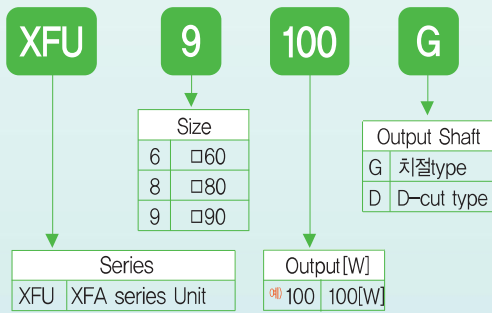 XFU 9 100 G
Size
6 □60
8 □80
9 □90
Output Shaft
G 치절type
D D-cut type
Series
XFU XFA series Unit
Output[W]
예) 100 100[W]